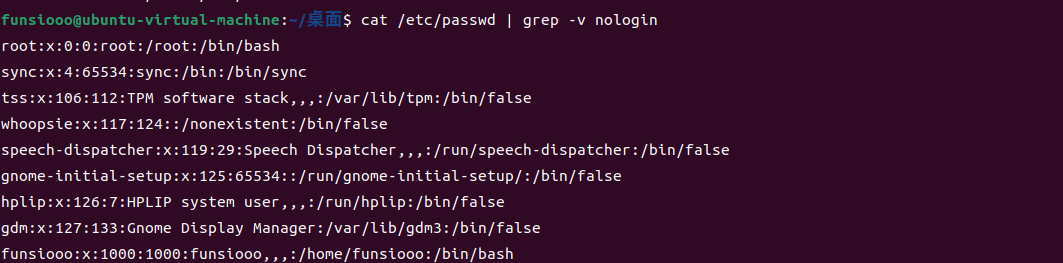 funsiooo@ubuntu-virtual-machine:~/桌面$ cat /etc/passwd | grep -v nologin
root:x:0:0:root:/root:/bin/bash
sync:x:4:65534:sync:/bin:/bin/sync
tss:x:106:112:TPM software stack,,,:/var/lib/tpm:/bin/false
whoopsie:x:117:124::/nonexistent:/bin/false
speech-dispatcher:x:119:29:Speech Dispatcher,,,:/run/speech-dispatcher:/bin/false
gnome-initial-setup:x:125:65534::/run/gnome-initial-setup/:/bin/false
hplip:x:126:7:HPLIP system user,,,:/run/hplip:/bin/false
gdm:x:127:133:Gnome Display Manager:/var/lib/gdm3:/bin/false
funsiooo:x:1000:1000:funsiooo,,,:/home/funsiooo:/bin/bash